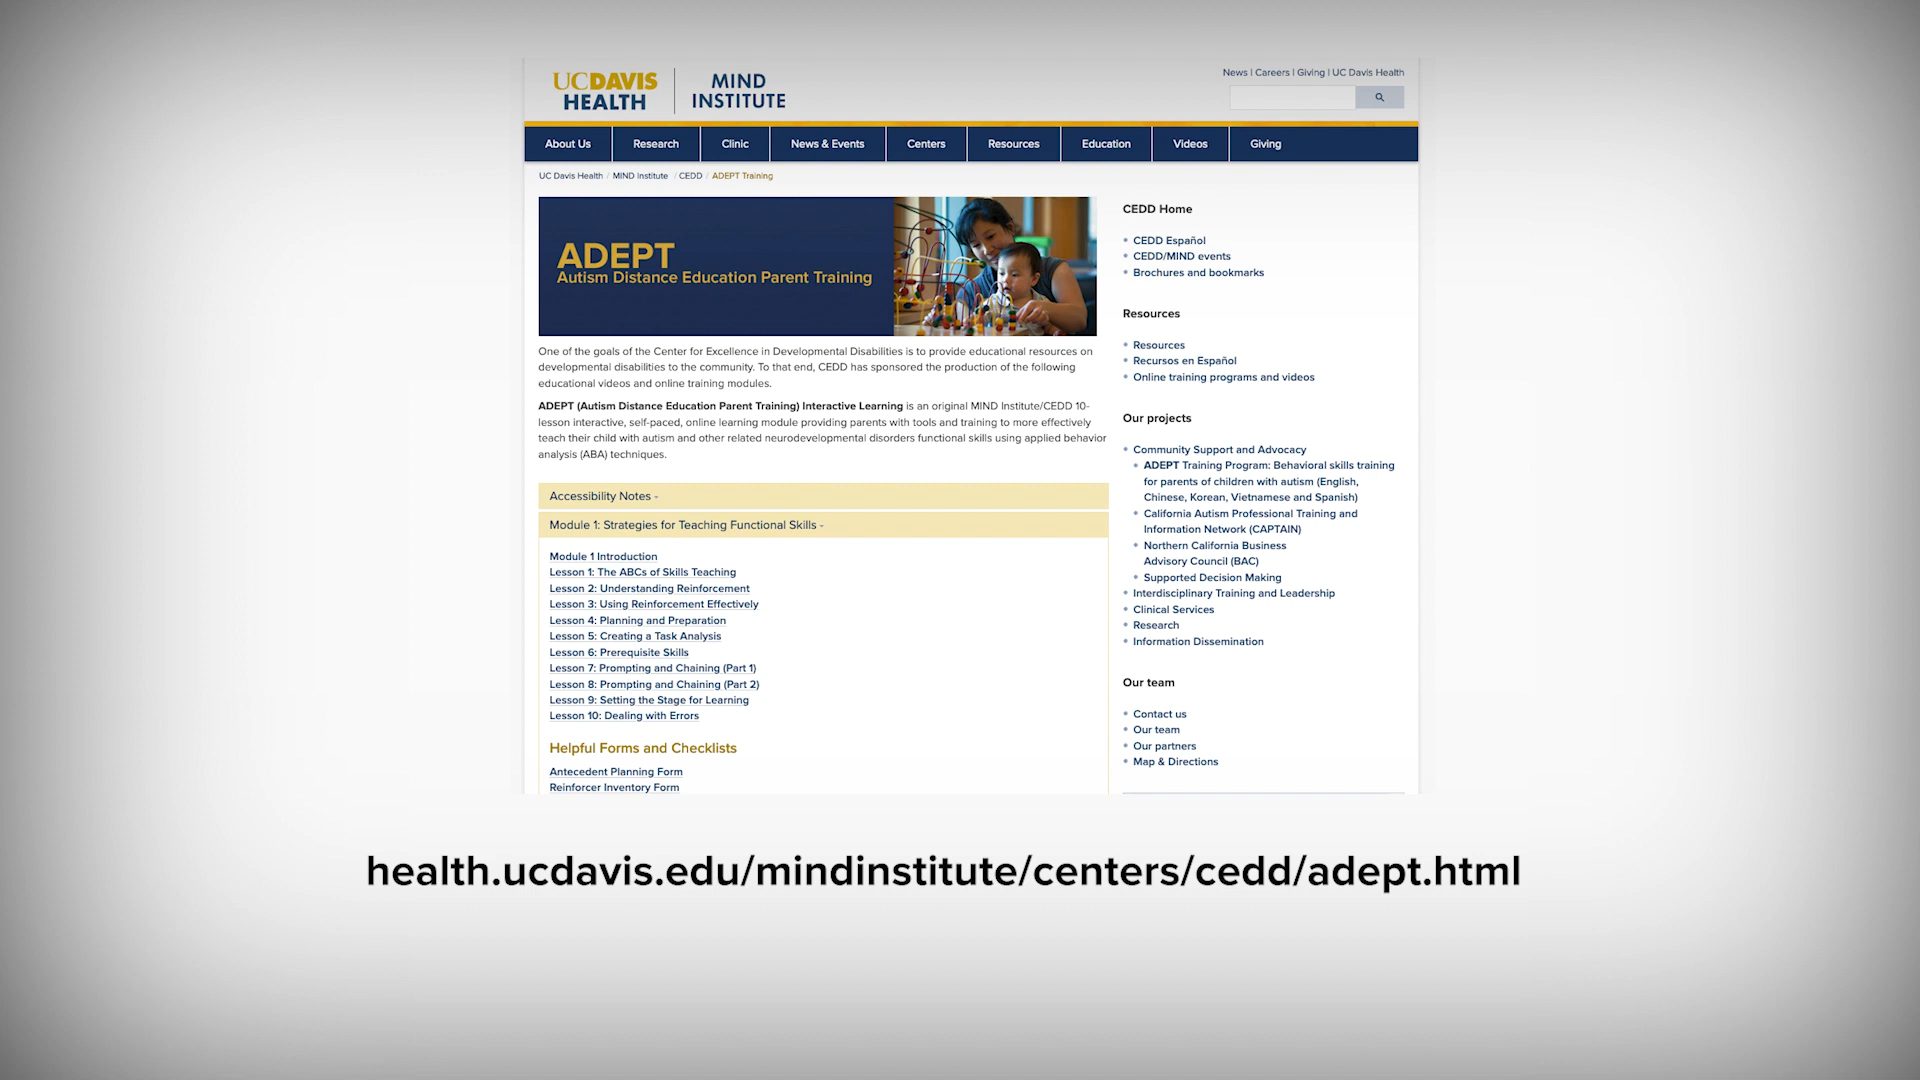 UCDAVIS
HEALTH
MIND
INSTITUTE
News | Careers | Giving | UC Davis Health
About Us
Research
Clinic
News & Events
Centers
Resources
Education
Videos
Giving
UC Davis Health / MIND Institute / CEDD / ADEPT Training
ADEPT
Autism Distance Education Parent Training
One of the goals of the Center for Excellence in Developmental Disabilities is to provide educational resources on
developmental disabilities to the community. To that end, CEDD has sponsored the production of the following
educational videos and online training modules.
ADEPT (Autism Distance Education Parent Training) Interactive Learning is an original MIND Institute/CEDD 10-
lesson interactive, self-paced, online learning module providing parents with tools and training to more effectively
teach their child with autism and other related neurodevelopmental disorders functional skills using applied behavior
analysis (ABA) techniques.
Accessibility Notes -
Module 1: Strategies for Teaching Functional Skills -
Module 1 Introduction
Lesson 1: The ABCs of Skills Teaching
Lesson 2: Understanding Reinforcement
Lesson 3: Using Reinforcement Effectively
Lesson 4: Planning and Preparation
Lesson 5: Creating a Task Analysis
Lesson 6: Prerequisite Skills
Lesson 7: Prompting and Chaining (Part 1)
Lesson 8: Prompting and Chaining (Part 2)
Lesson 9: Setting the Stage for Learning
Lesson 10: Dealing with Errors
Helpful Forms and Checklists
Antecedent Planning Form
Reinforcer Inventory Form
CEDD Home
CEDD Español
CEDD/MIND events
Brochures and bookmarks
Resources
Resources
Recursos en Español
Online training programs and videos
Our projects
Community Support and Advocacy
ADEPT Training Program: Behavioral skills training
for parents of children with autism (English,
Chinese, Korean, Vietnamese and Spanish)
California Autism Professional Training and
Information Network (CAPTAIN)
Northern California Business
Advisory Council (BAC)
Supported Decision Making
Interdisciplinary Training and Leadership
Clinical Services
Research
Information Dissemination
Our team
Contact us
Our team
Our partners
Map & Directions
health.ucdavis.edu/mindinstitute/centers/cedd/adept.html